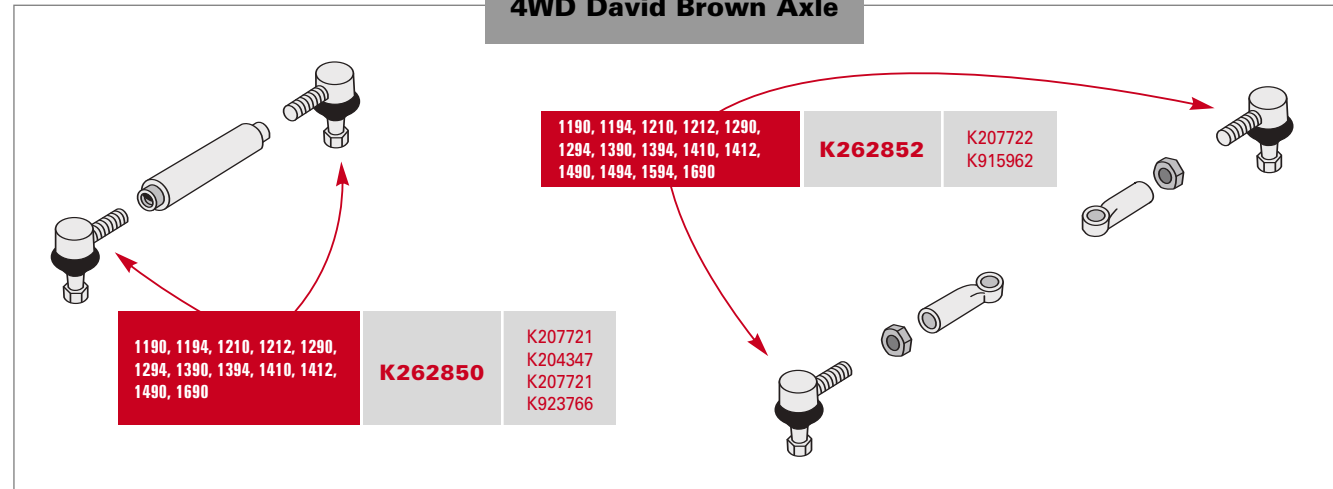 4WD David Brown Axle
1190, 1194, 1210, 1212, 1290,
1294, 1390, 1394, 1410, 1412,
1490, 1494, 1594, 1690
K262852
K207722
K915962
1190, 1194, 1210, 1212, 1290,
1294, 1390, 1394, 1410, 1412,
1490, 1690
K262850
K207721
K204347
K207721
K923766